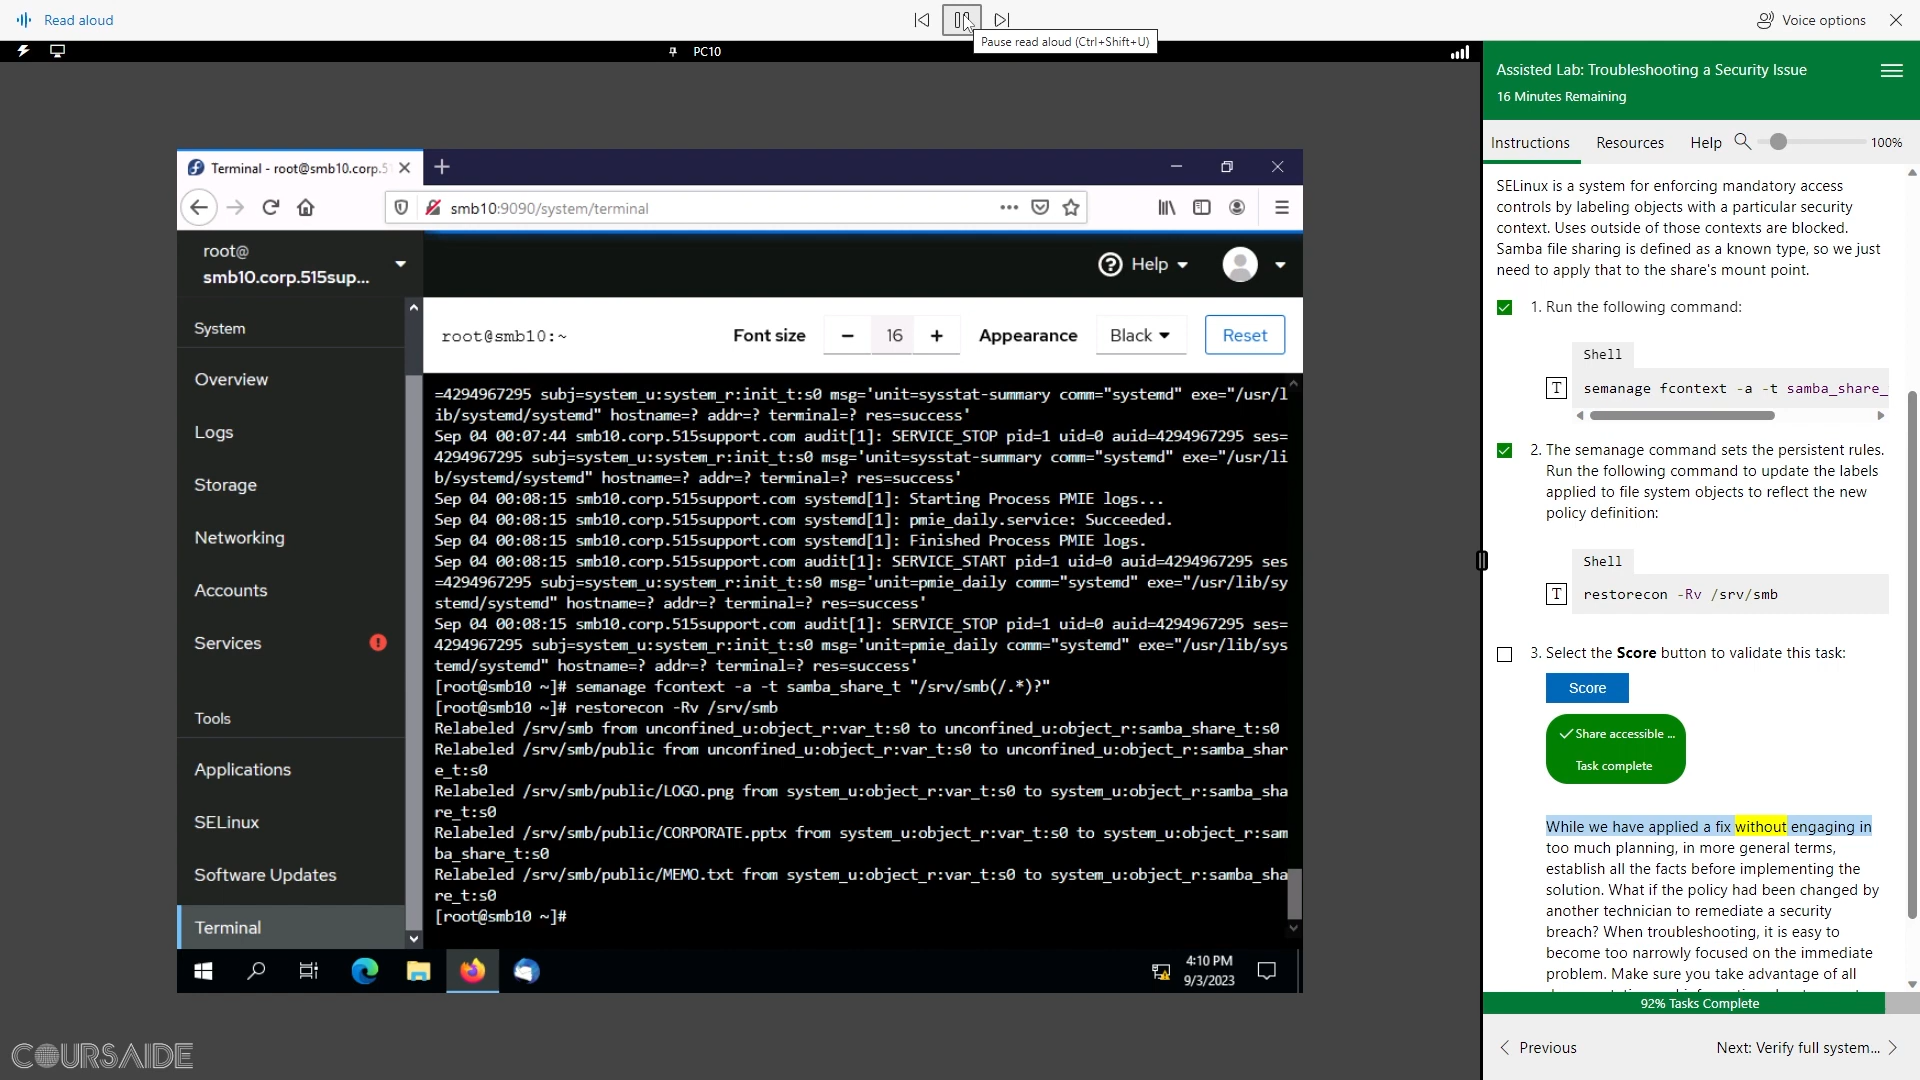 Read aloud
Pause read aloud (Ctrl+Shift+U)
Voice options
PC10
Terminal - root@smb10.corp.5
smb10:9090/system/terminal
root@
smb10.corp.515sup...
Help
System
Overview
Logs
Storage
Networking
Accounts
Services
Tools
Applications
SELinux
Software Updates
Terminal
root@smb10:~
Font size
16
Appearance
Black
Reset
=4294967295 subj=system_u:system_r:init_t:s0 msg='unit=sysstat-summary comm="systemd" exe="/usr/l
ib/systemd/systemd" hostname=? addr=? terminal=? res=success'
Sep 04 00:07:44 smb10.corp.515support.com audit[1]: SERVICE_STOP pid=1 uid=0 auid=4294967295 ses=
4294967295 subj=system_u:system_r:init_t:s0 msg='unit=sysstat-summary comm="systemd" exe="/usr/li
b/systemd/systemd" hostname=? addr=? terminal=? res=success'
Sep 04 00:08:15 smb10.corp.515support.com systemd[1]: Starting Process PMIE logs...
Sep 04 00:08:15 smb10.corp.515support.com systemd[1]: pmie_daily.service: Succeeded.
Sep 04 00:08:15 smb10.corp.515support.com systemd[1]: Finished Process PMIE logs.
Sep 04 00:08:15 smb10.corp.515support.com audit[1]: SERVICE_START pid=1 uid=0 auid=4294967295 ses
=4294967295 subj=system_u:system_r:init_t:s0 msg='unit=pmie_daily comm="systemd" exe="/usr/lib/sy
stemd/systemd" hostname=? addr=? terminal=? res=success'
Sep 04 00:08:15 smb10.corp.515support.com audit[1]: SERVICE_STOP pid=1 uid=0 auid=4294967295 ses=
4294967295 subj=system_u:system_r:init_t:s0 msg='unit=pmie_daily comm="systemd" exe="/usr/lib/sys
temd/systemd" hostname=? addr=? terminal=? res=success'
[root@smb10 ~]# semanage fcontext -a -t samba_share_t "/srv/smb(/.*)?"
[root@smb10 ~]# restorecon -Rv /srv/smb
Relabeled /srv/smb from unconfined_u:object_r:var_t:s0 to unconfined_u:object_r:samba_share_t:s0
Relabeled /srv/smb/public from unconfined_u:object_r:var_t:s0 to unconfined_u:object_r:samba_shar
e_t:s0
Relabeled /srv/smb/public/LOGO.png from system_u:object_r:var_t:s0 to system_u:object_r:samba_sha
re_t:s0
Relabeled /srv/smb/public/CORPORATE.pptx from system_u:object_r:var_t:s0 to system_u:object_r:sam
ba_share_t:s0
Relabeled /srv/smb/public/MEMO.txt from system_u:object_r:var_t:s0 to system_u:object_r:samba_sha
re_t:s0
[root@smb10 ~]#
4:10 PM
9/3/2023
COURSAIDE
Assisted Lab: Troubleshooting a Security Issue
16 Minutes Remaining
Instructions
Resources
Help
100%
SELinux is a system for enforcing mandatory access
controls by labeling objects with a particular security
context. Uses outside of those contexts are blocked.
Samba file sharing is defined as a known type, so we just
need to apply that to the share's mount point.
1. Run the following command:
Shell
T semanage fcontext -a -t samba_share_
2. The semanage command sets the persistent rules.
Run the following command to update the labels
applied to file system objects to reflect the new
policy definition:
Shell
T restorecon -Rv /srv/smb
3. Select the Score button to validate this task:
Score
Share accessible ...
Task complete
While we have applied a fix without engaging in
too much planning, in more general terms,
establish all the facts before implementing the
solution. What if the policy had been changed by
another technician to remediate a security
breach? When troubleshooting, it is easy to
become too narrowly focused on the immediate
problem. Make sure you take advantage of all
92% Tasks Complete
Previous
Next: Verify full system...